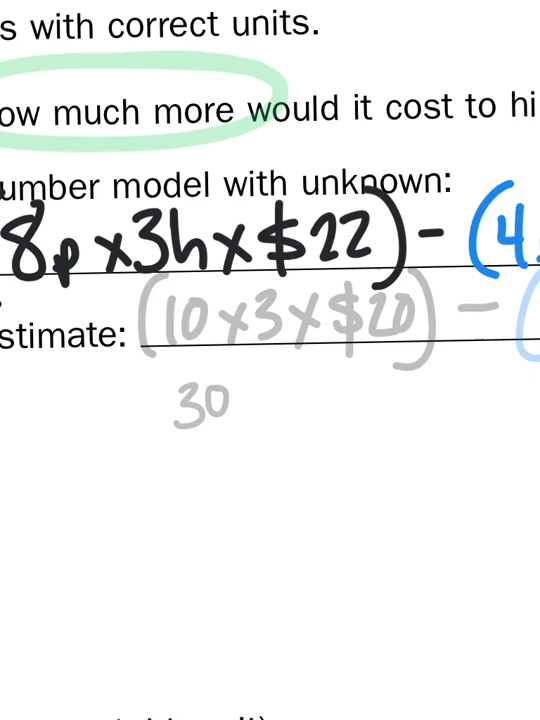 s with correct units.
ow much more would it cost to hi
umber model with unknown:
8p x 3h x $22) - (4
stimate: (10 x 3 x $20) - (
30